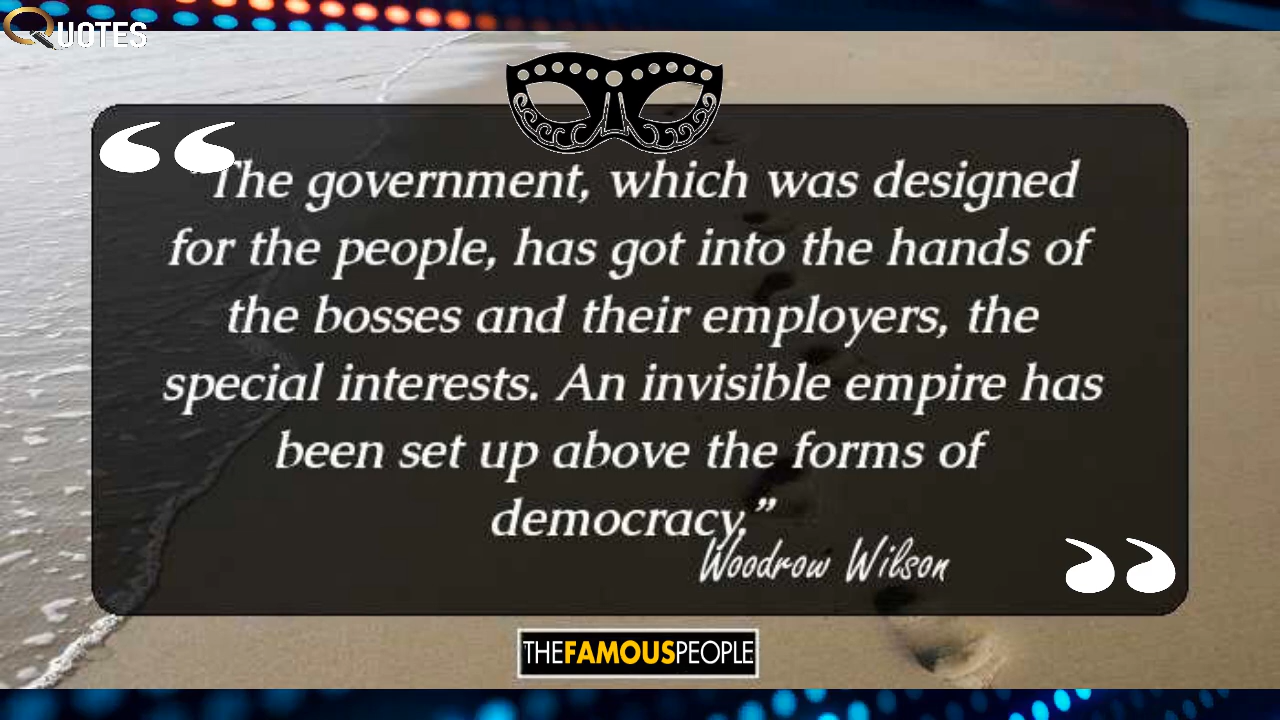 QUOTES
“The government, which was designed
for the people, has got into the hands of
the bosses and their employers, the
special interests. An invisible empire has
been set up above the forms of
democracy.”
Woodrow Wilson
”
THEFAMOUSPEOPLE